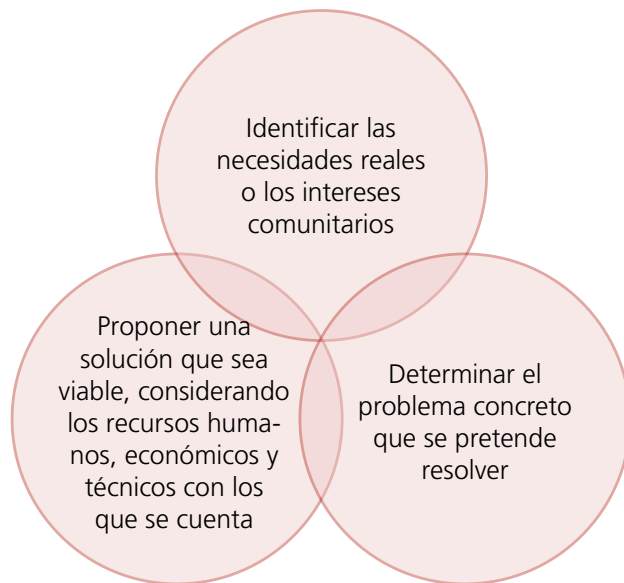 Identificar las
necesidades reales
o los intereses
comunitarios
Proponer una
solución que sea
viable, considerando
los recursos huma-
nos, económicos y
técnicos con los
que se cuenta
Determinar el
problema concreto
que se pretende
resolver